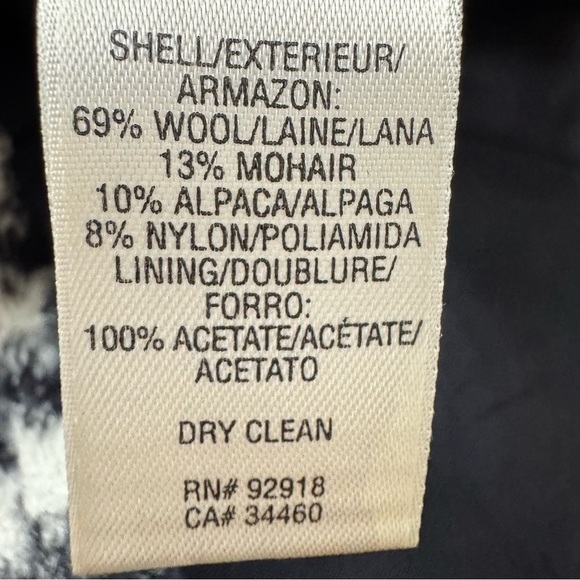 SHELL/EXTERIEUR/
ARMAZON:
69% WOOL/LAINE/LANA
13% MOHAIR
10% ALPACA/ALPAGA
8% NYLON/POLIAMIDA
LINING/DOUBLURE/
FORRO:
100% ACETATE/ACÉTATE/
ACETATO
DRY CLEAN
RN# 92918
CA# 34460